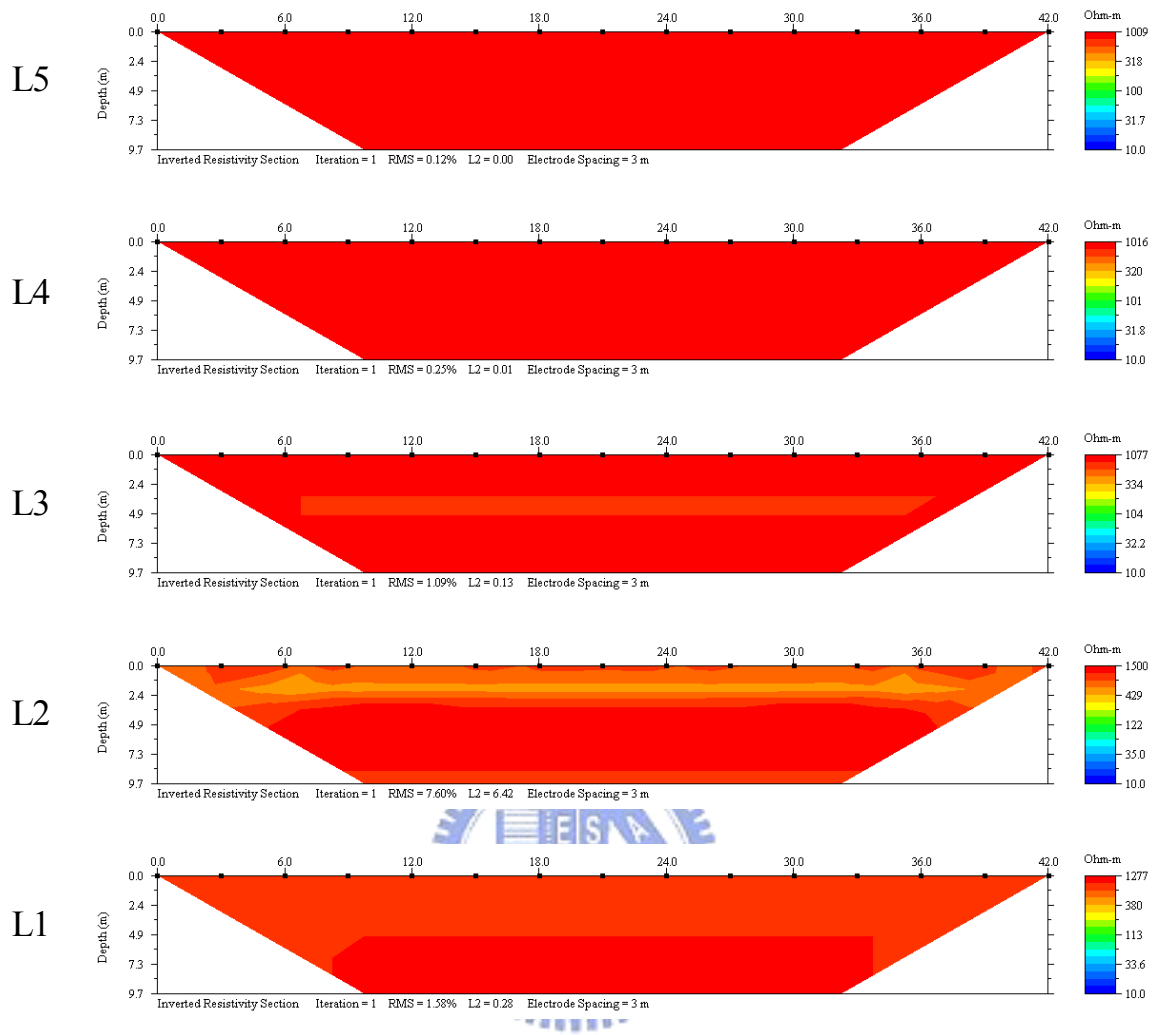 0.0 6.0 12.0 18.0 24.0 30.0 36.0 42.0 Ohm-m
L5
Depth (m)
0.0
2.4
4.9
7.3
9.7
1009
318
100
31.7
10.0
Inverted Resistivity Section Iteration = 1 RMS = 0.12% L2 = 0.00 Electrode Spacing = 3 m
0.0 6.0 12.0 18.0 24.0 30.0 36.0 42.0 Ohm-m
L4
Depth (m)
0.0
2.4
4.9
7.3
9.7
1016
320
101
31.8
10.0
Inverted Resistivity Section Iteration = 1 RMS = 0.25% L2 = 0.01 Electrode Spacing = 3 m
0.0 6.0 12.0 18.0 24.0 30.0 36.0 42.0 Ohm-m
L3
Depth (m)
0.0
2.4
4.9
7.3
9.7
1077
334
104
32.2
10.0
Inverted Resistivity Section Iteration = 1 RMS = 1.09% L2 = 0.13 Electrode Spacing = 3 m
0.0 6.0 12.0 18.0 24.0 30.0 36.0 42.0 Ohm-m
L2
Depth (m)
0.0
2.4
4.9
7.3
9.7
1500
429
122
35.0
10.0
Inverted Resistivity Section Iteration = 1 RMS = 7.60% L2 = 6.42 Electrode Spacing = 3 m
ESA
0.0 6.0 12.0 18.0 24.0 30.0 36.0 42.0 Ohm-m
L1
Depth (m)
0.0
2.4
4.9
7.3
9.7
1277
380
113
33.6
10.0
Inverted Resistivity Section Iteration = 1 RMS = 1.58% L2 = 0.28 Electrode Spacing = 3 m